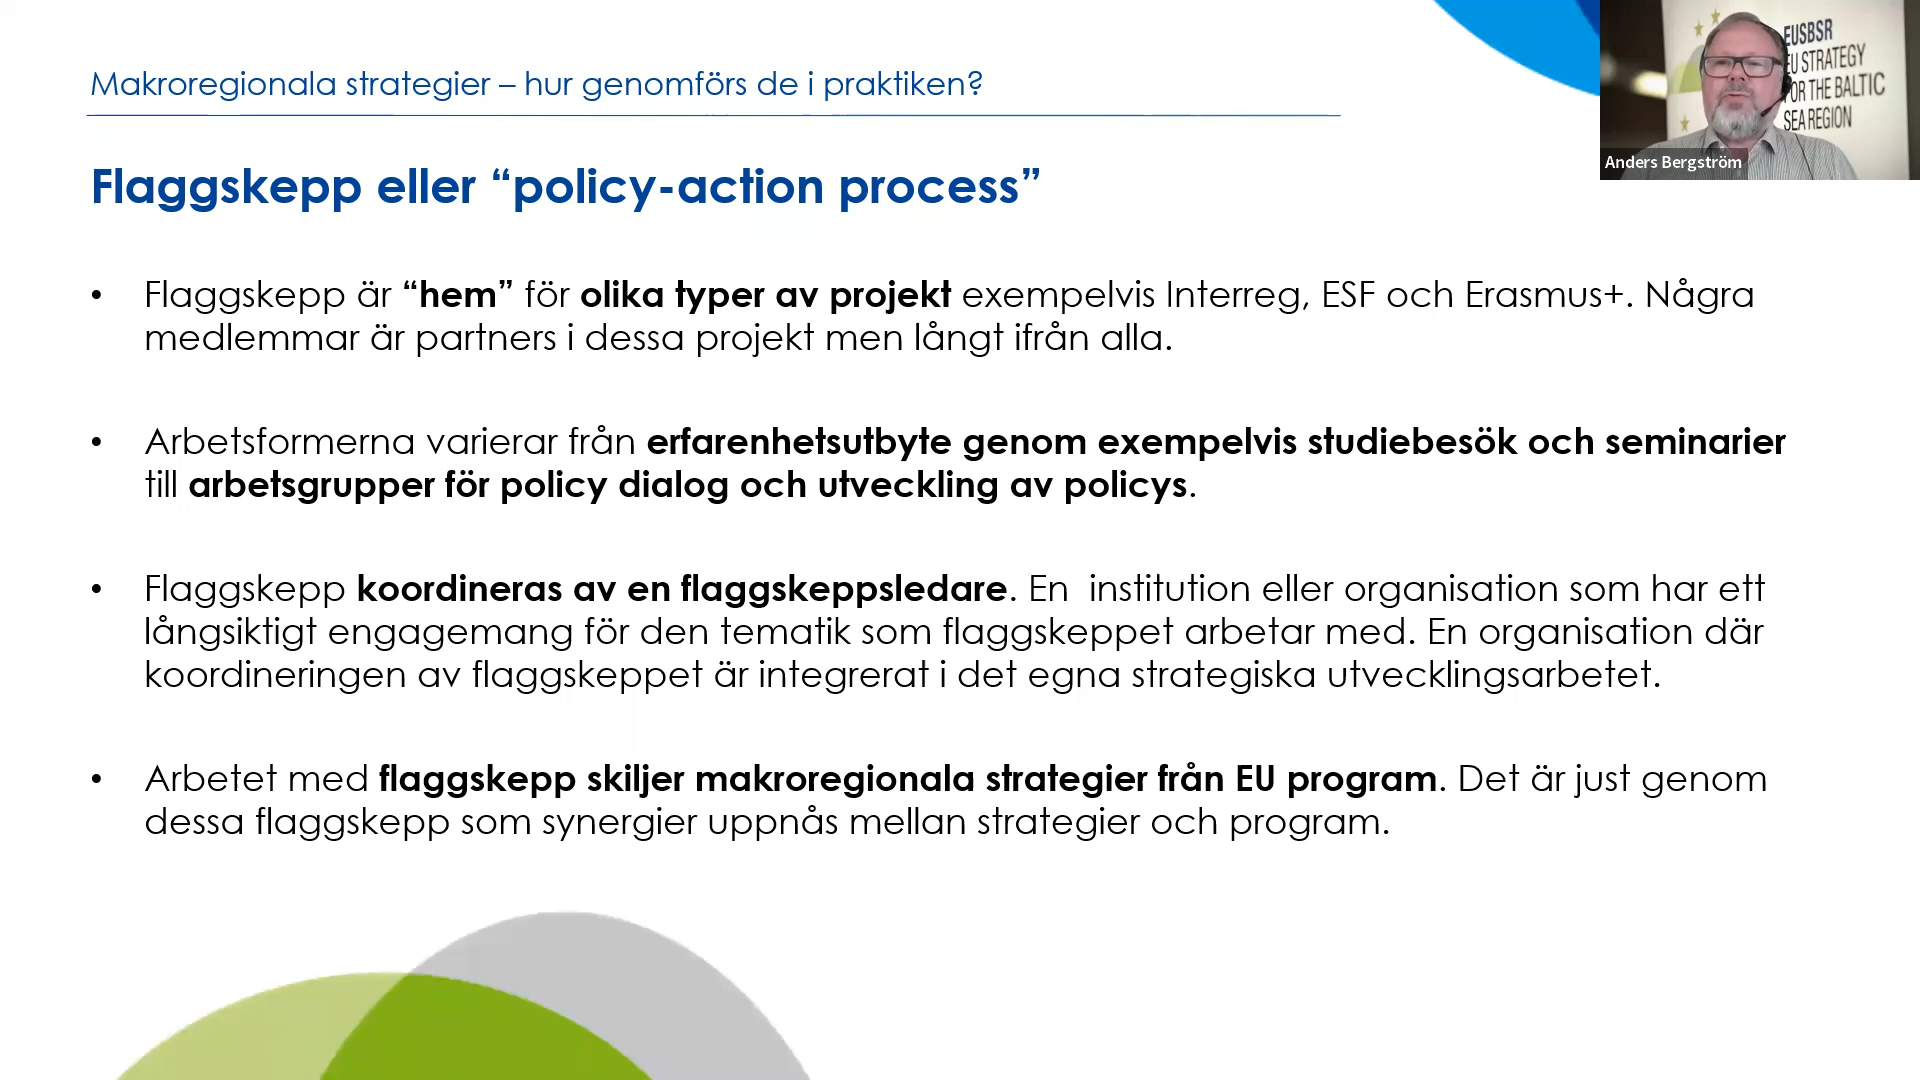 Makroregionala strategier – hur genomförs de i praktiken?
EUSBSR
EU STRATEGY
FOR THE BALTIC
SEA REGION
Anders Bergström
Flaggskepp eller “policy-action process”
• Flaggskepp är “hem” för olika typer av projekt exempelvis Interreg, ESF och Erasmus+. Några
medlemmar är partners i dessa projekt men långt ifrån alla.
• Arbetsformerna varierar från erfarenhetsutbyte genom exempelvis studiebesök och seminarier
till arbetsgrupper för policy dialog och utveckling av policys.
• Flaggskepp koordineras av en flaggskeppsledare. En  institution eller organisation som har ett
långsiktigt engagemang för den tematik som flaggskeppet arbetar med. En organisation där
koordineringen av flaggskeppet är integrerat i det egna strategiska utvecklingsarbetet.
• Arbetet med flaggskepp skiljer makroregionala strategier från EU program. Det är just genom
dessa flaggskepp som synergier uppnås mellan strategier och program.